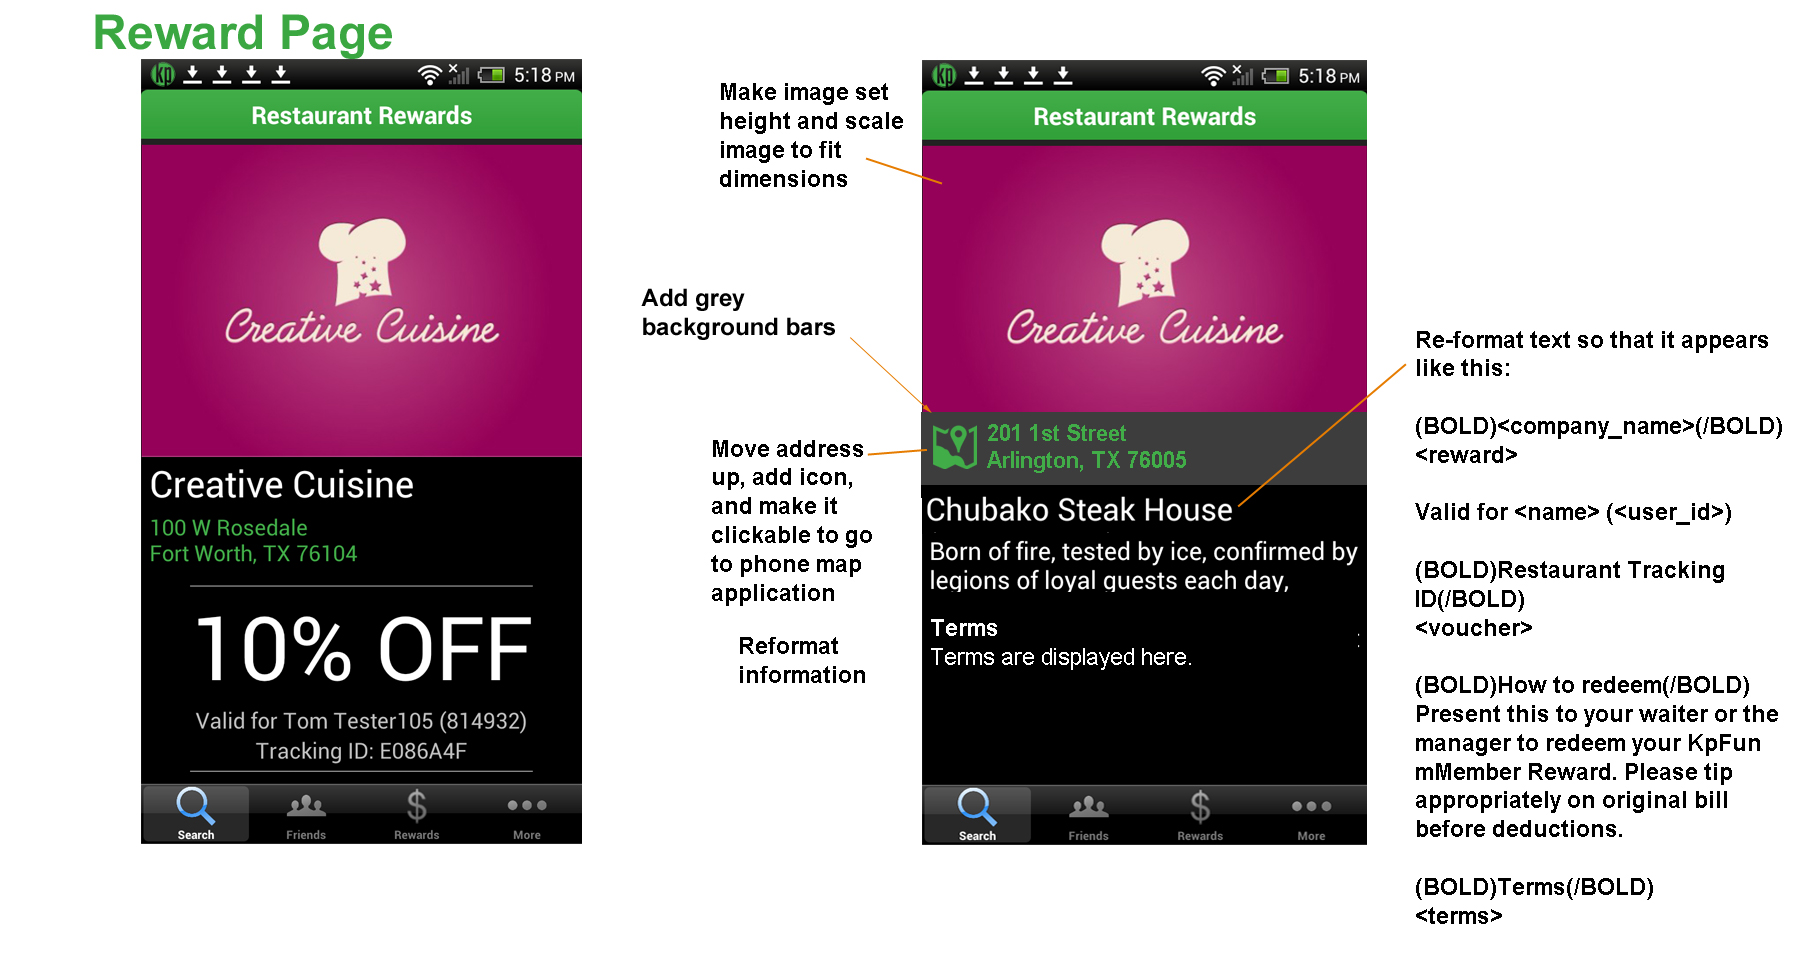 Reward Page
kp
5:18 PM
Restaurant Rewards
Creative Cuisine
Creative Cuisine
100 W Rosedale
Fort Worth, TX 76104
10% OFF
Valid for Tom Tester105 (814932)
Tracking ID: E086A4F
Search
Friends
$
Rewards
More
Make image set
height and scale
image to fit
dimensions
Add grey
background bars
Move address
up, add icon,
and make it
clickable to go
to phone map
application
Reformat
information
kp
5:18 PM
Restaurant Rewards
Creative Cuisine
201 1st Street
Arlington, TX 76005
Chubako Steak House
Born of fire, tested by ice, confirmed by
legions of loyal guests each day,
Terms
Terms are displayed here.
Search
Friends
$
Rewards
More
Re-format text so that it appears
like this:
(BOLD)<company_name>(/BOLD)
<reward>
Valid for <name> (<user_id>)
(BOLD)Restaurant Tracking
ID(/BOLD)
<voucher>
(BOLD)How to redeem(/BOLD)
Present this to your waiter or the
manager to redeem your KpFun
mMember Reward. Please tip
appropriately on original bill
before deductions.
(BOLD)Terms(/BOLD)
<terms>